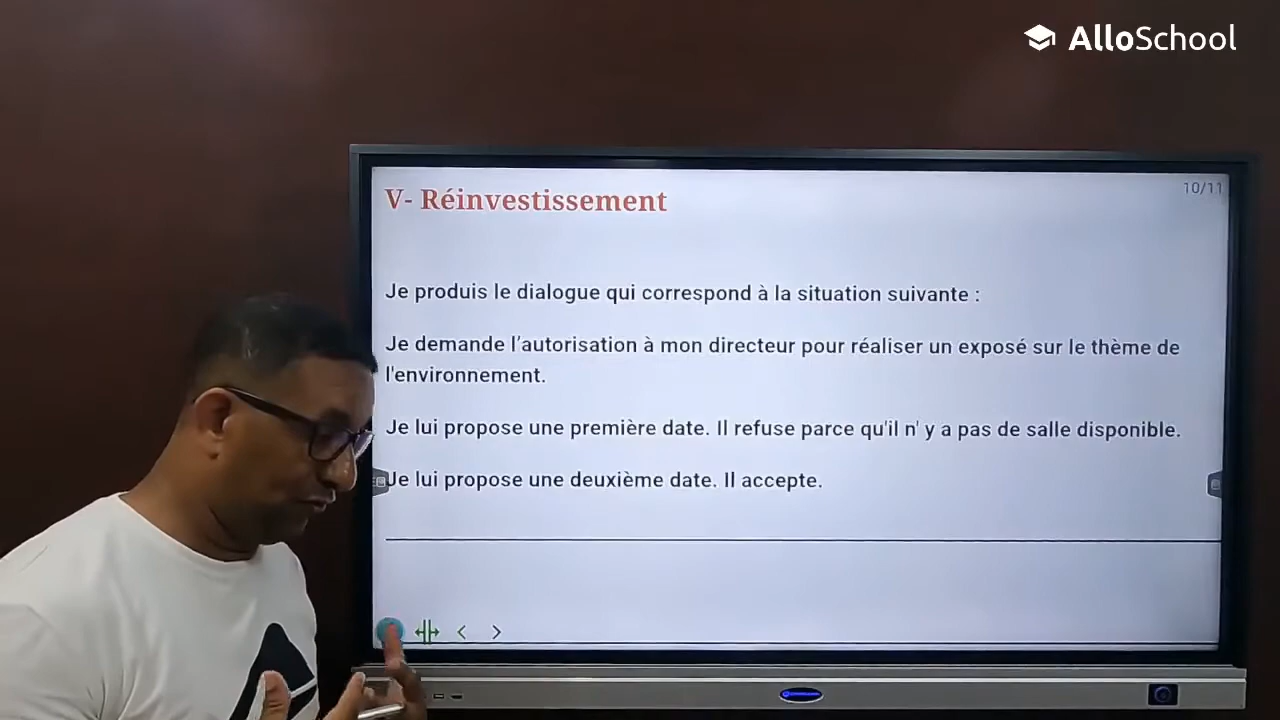 AlloSchool
10/11
V- Réinvestissement
Je produis le dialogue qui correspond à la situation suivante :
Je demande l'autorisation à mon directeur pour réaliser un exposé sur le thème de
l'environnement.
Je lui propose une première date. Il refuse parce qu'il n' y a pas de salle disponible.
Je lui propose une deuxième date. Il accepte.